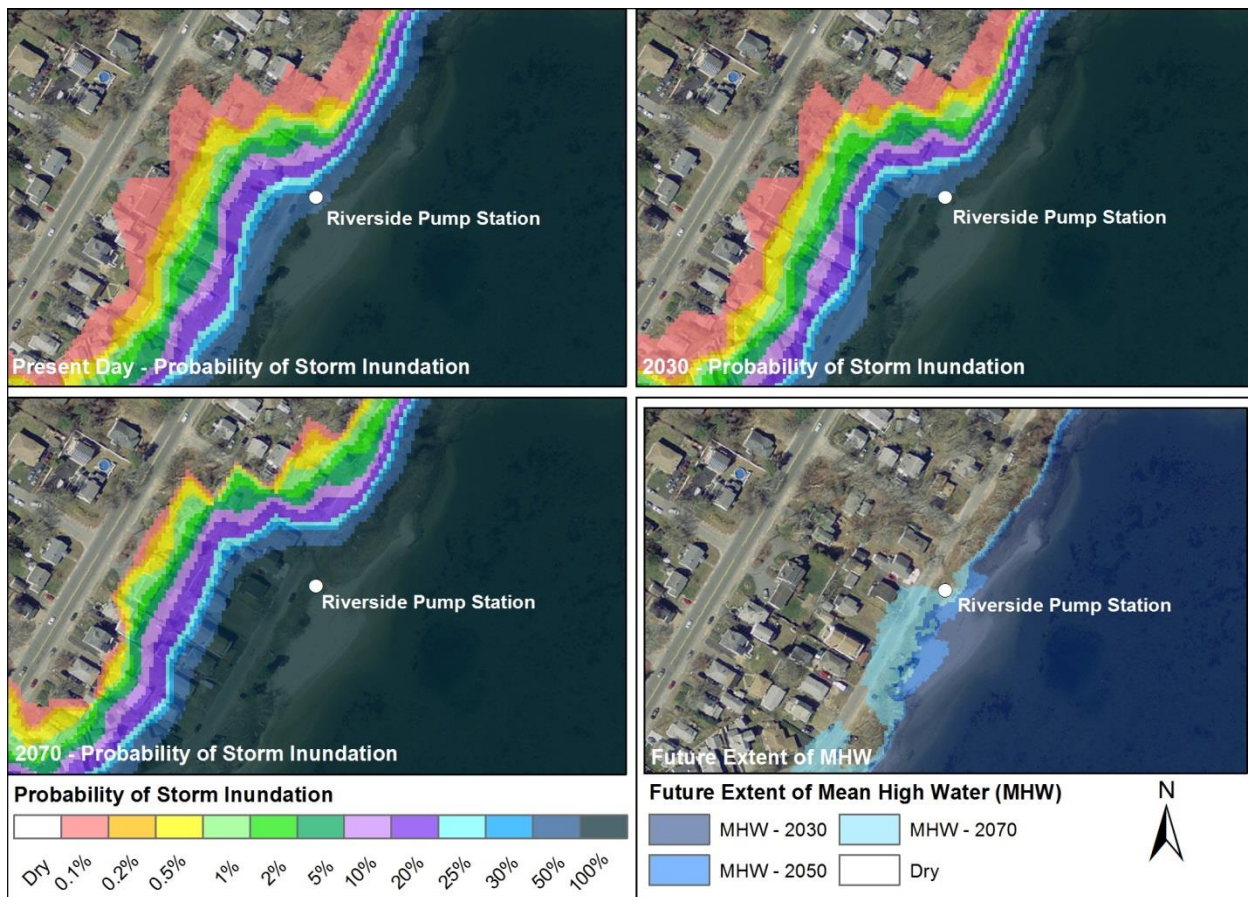 Riverside Pump Station
Present Day - Probability of Storm Inundation
Riverside Pump Station
2030 - Probability of Storm Inundation
Riverside Pump Station
2070 - Probability of Storm Inundation
Riverside Pump Station
Future Extent of MHW
Probability of Storm Inundation
Dry 0.1% 0.2% 0.5% 1% 2% 5% 10% 20% 25% 30% 50% 100%
Future Extent of Mean High Water (MHW)
MHW - 2030 MHW - 2070
MHW - 2050 Dry
N